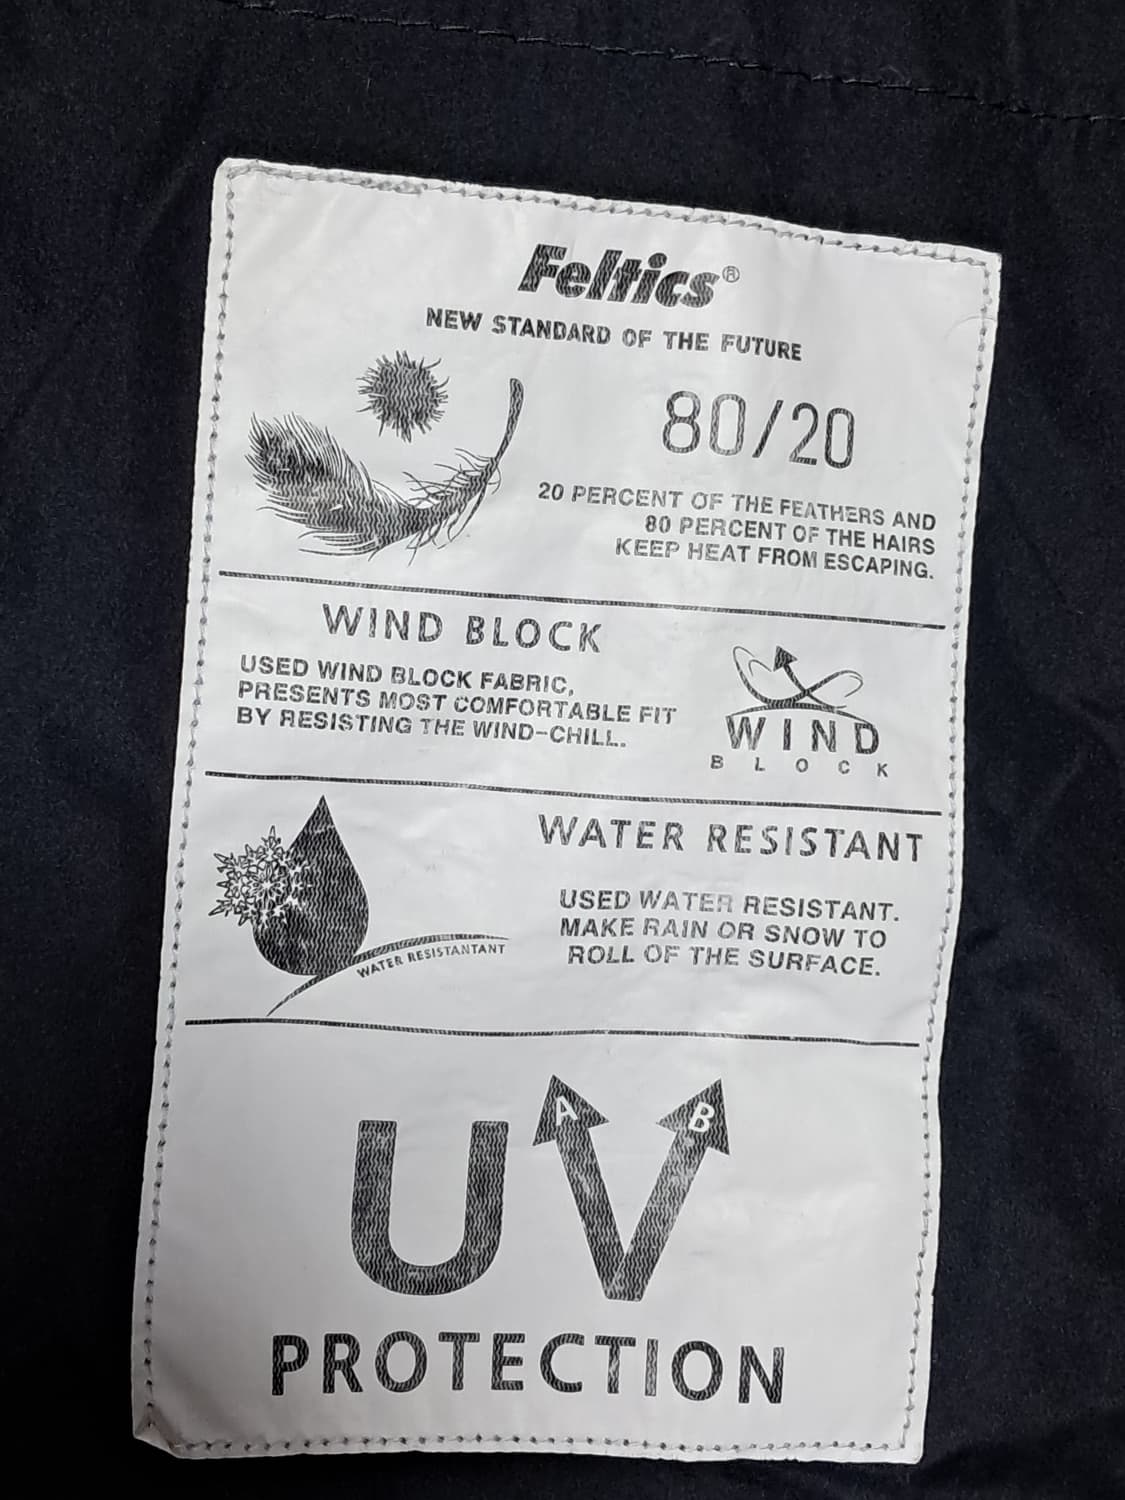 Feltics®
NEW STANDARD OF THE FUTURE
80/20
20 PERCENT OF THE FEATHERS AND
80 PERCENT OF THE HAIRS
KEEP HEAT FROM ESCAPING.
WIND BLOCK
USED WIND BLOCK FABRIC,
PRESENTS MOST COMFORTABLE FIT
BY RESISTING THE WIND-CHILL.
WIND
BLOCK
WATER RESISTANT
USED WATER RESISTANT.
MAKE RAIN OR SNOW TO
ROLL OF THE SURFACE.
WATER RESISTANTANT
A B
UV
PROTECTION